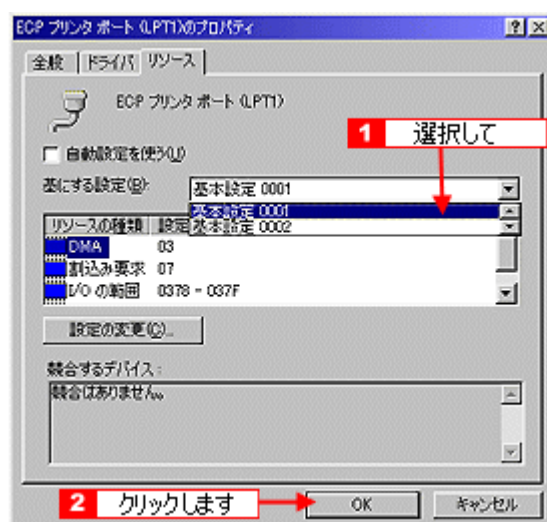 ECP プリンタ ポート (LPT1)のプロパティ
全般 ドライバ リソース
ECP プリンタ ポート (LPT1)
1 選択して
自動設定を使う(U)
基にする設定(B): 基本設定 0001
基本設定 0001
リソースの種類 設定 基本設定 0002
DMA 03
割込み要求 07
I/O の範囲 0378 - 037F
設定の変更(C)...
競合するデバイス:
競合はありません。
2 クリックします OK キャンセル